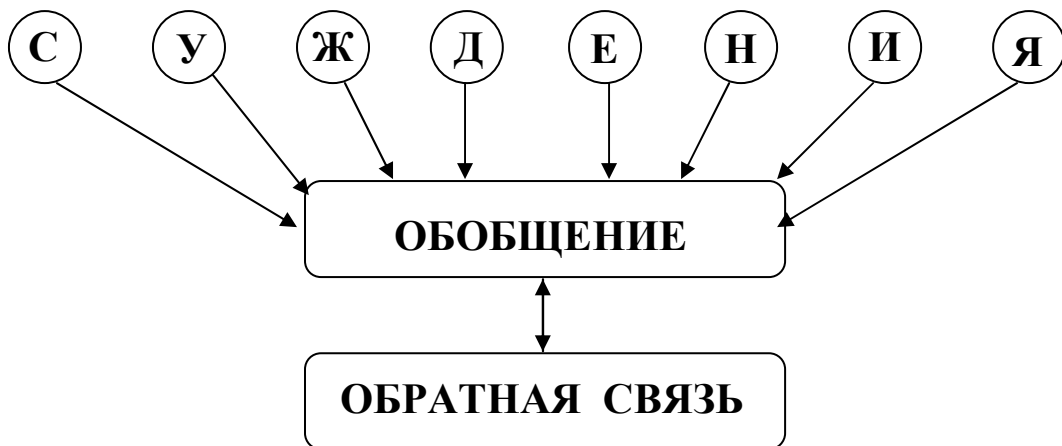 С У Ж Д Е Н И Я
ОБОБЩЕНИЕ
ОБРАТНАЯ СВЯЗЬ